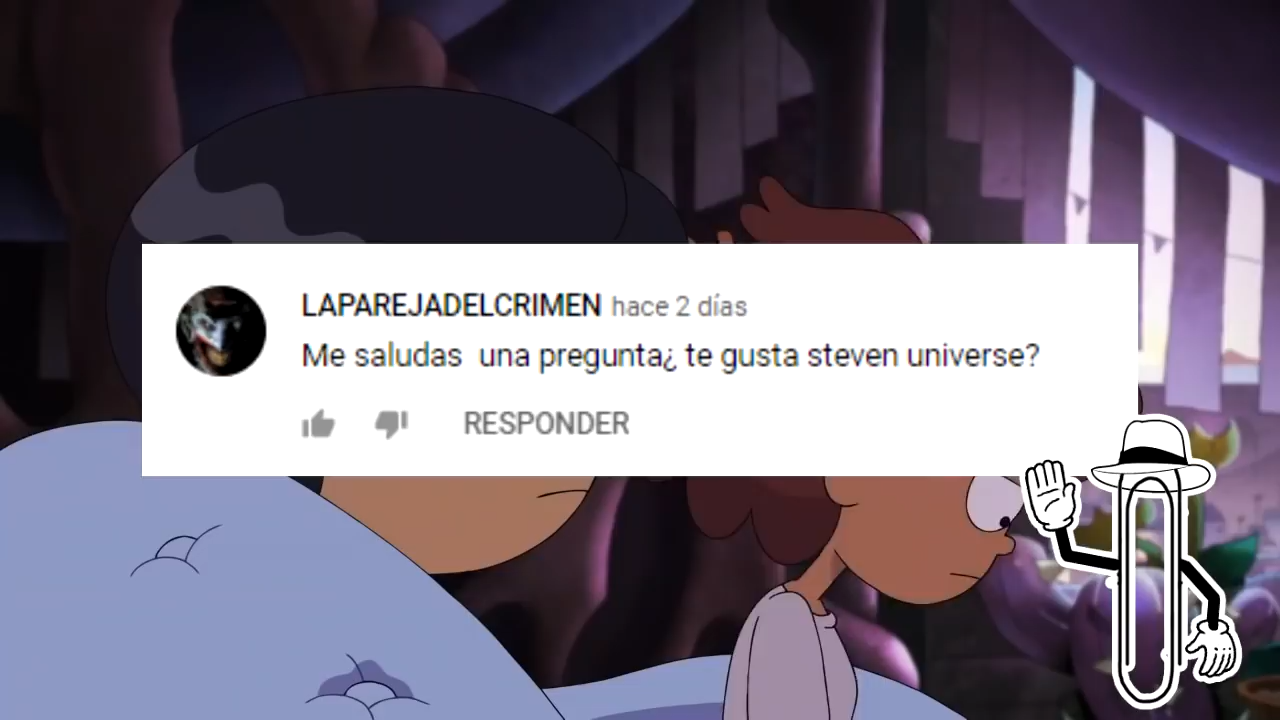 LAPAREJADELCRIMEN hace 2 días
Me saludas  una pregunta¿ te gusta steven universe?
RESPONDER